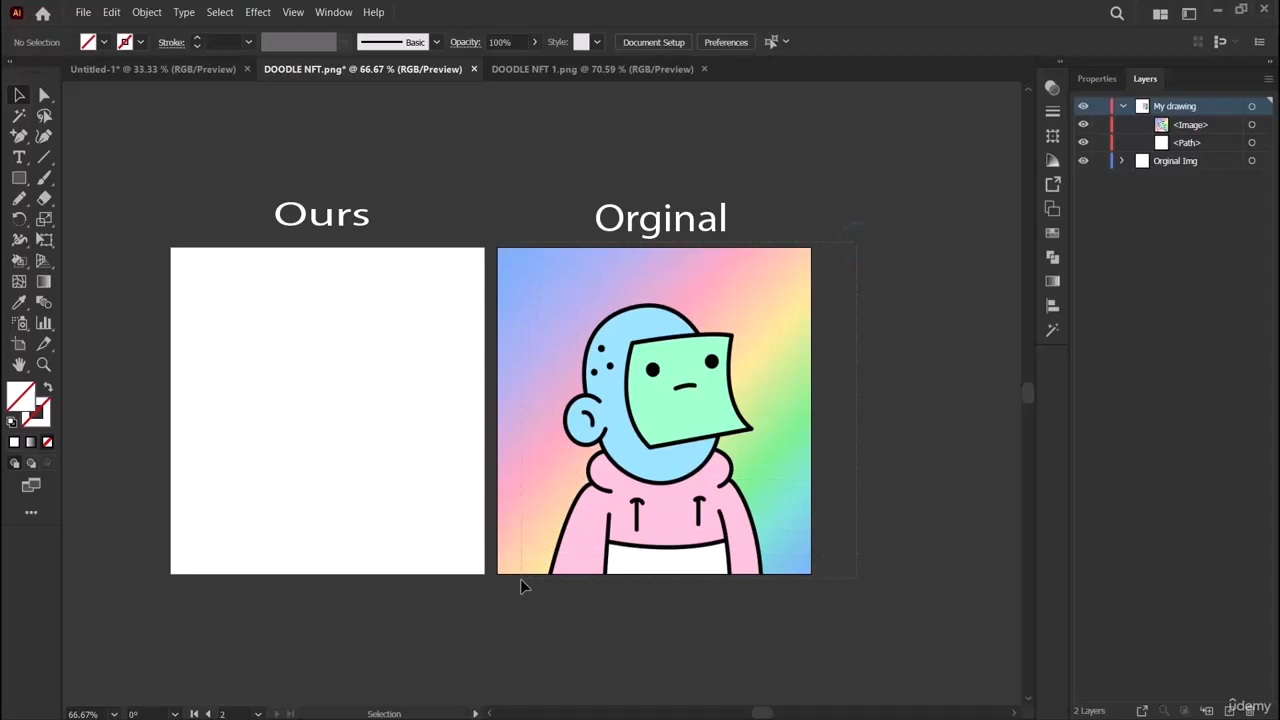 Ai File Edit Object Type Select Effect View Window Help
No Selection Stroke: Basic Opacity: 100% Style: Document Setup Preferences
Untitled-1* @ 33.33 % (RGB/Preview) × DOODLE NFT.png* @ 66.67 % (RGB/Preview) × DOODLE NFT 1.png @ 70.59 % (RGB/Preview) ×
Properties Layers
My drawing
<Image>
<Path>
Orginal Img
Ours Orginal
66.67% 0° 2 Selection
2 Layers
Udemy